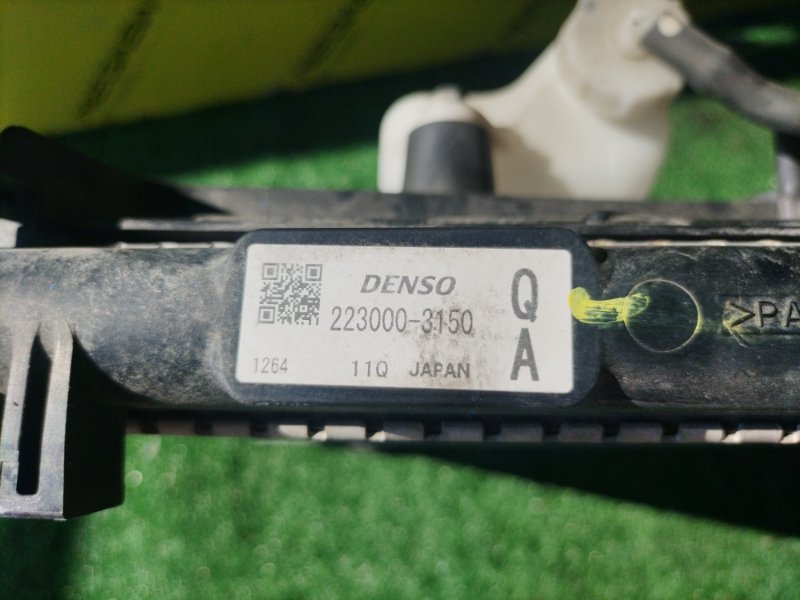 DENSO
223000-3150
Q
A
1264 11Q JAPAN
>PA